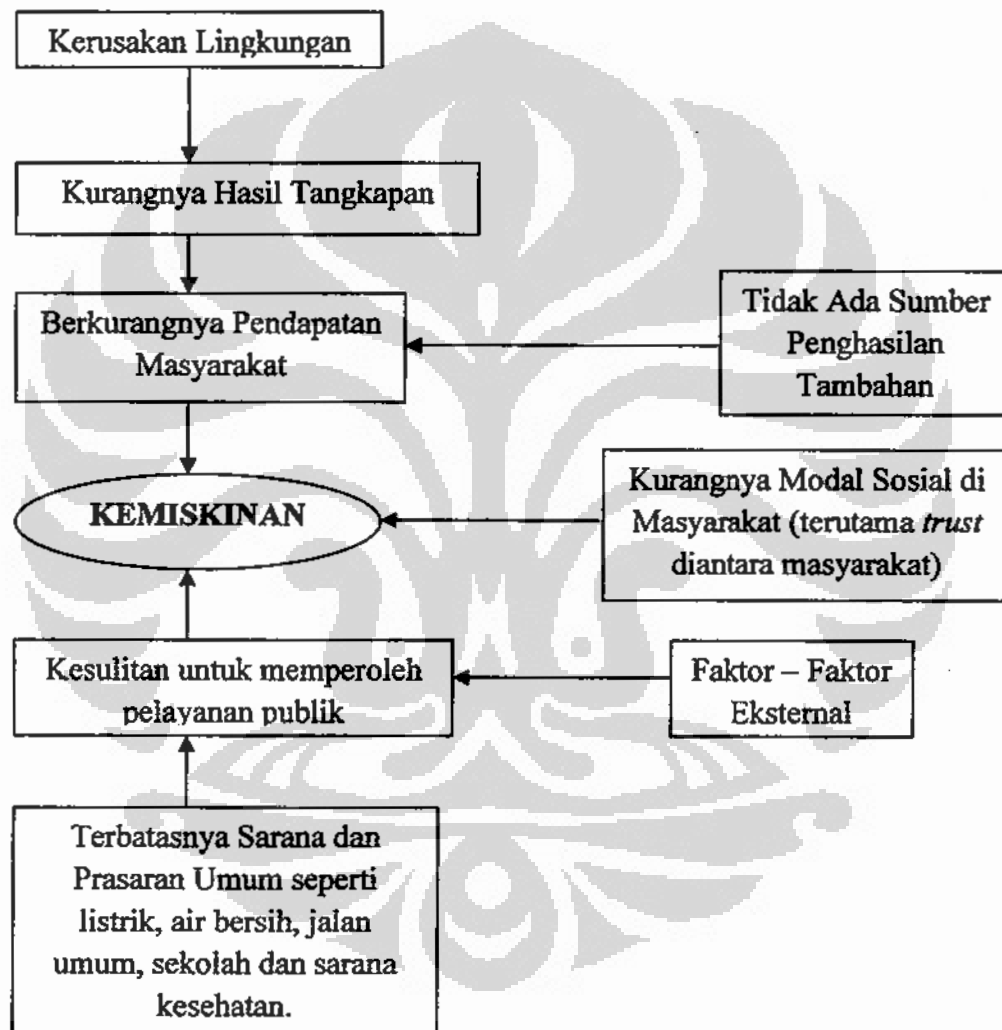 Kerusakan Lingkungan
Kurangnya Hasil Tangkapan
Berkurangnya Pendapatan
Masyarakat
Tidak Ada Sumber
Penghasilan
Tambahan
KEMISKINAN
Kurangnya Modal Sosial di
Masyarakat (terutama trust
diantara masyarakat)
Kesulitan untuk memperoleh
pelayanan publik
Faktor – Faktor
Eksternal
Terbatasnya Sarana dan
Prasaran Umum seperti
listrik, air bersih, jalan
umum, sekolah dan sarana
kesehatan.